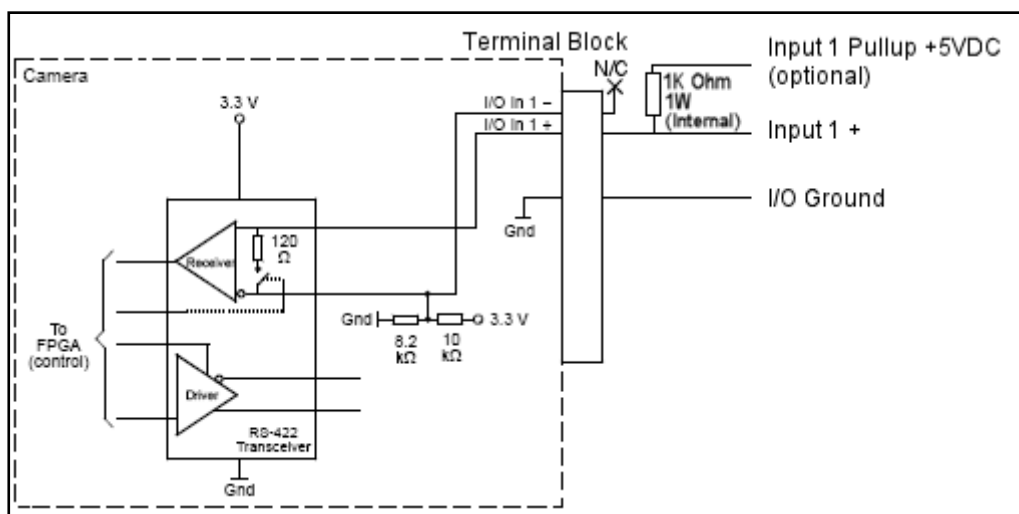 Terminal Block
Input 1 Pullup +5VDC
(optional)
Camera
N/C
1K Ohm
1W
(Internal)
3.3 V
I/O In 1 –
I/O In 1 +
Input 1 +
I/O Ground
Gnd
120
Ω
Receiver
Gnd
3.3 V
8.2
kΩ
10
kΩ
To
FPGA
(control)
Driver
RS-422
Transceiver
Gnd